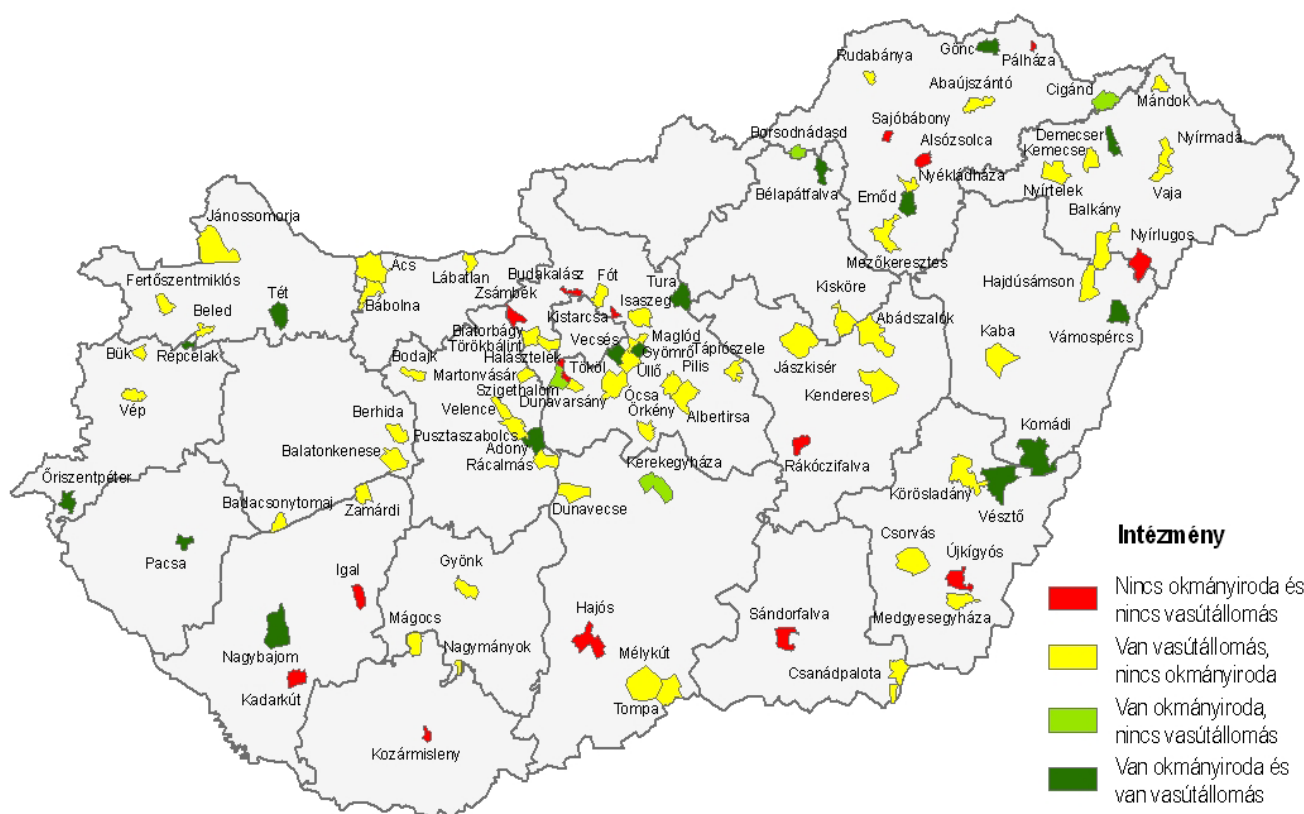 Gönc
Pálháza
Rudabánya
Abaújszántó
Cigánd
Mándok
Sajóbábony
Borsodnádasd
Alsózsolca
Demecser
Kemecse
Nyírmada
Nyékládháza
Bélapátfalva
Emőd
Nyírtelek
Vaja
Balkány
Jánossomorja
Nyírlugos
Mezőkeresztes
Ács
Lábatlan
Budakalász
Fót
Tura
Hajdúsámson
Fertőszentmiklós
Zsámbék
Isaszeg
Kisköre
Tét
Bábolna
Abádszalók
Beled
Kistarcsa
Vámospércs
Biatorbágy
Vecsés
Maglód
Kaba
Törökbálint
Gyömrő
Tápiószele
Bük
Répcelak
Bodajk
Halásztelek
Üllő
Pilis
Jászkisér
Martonvásár
Tököl
Szigethalom
Kenderes
Vép
Dunavarsány
Ócsa
Berhida
Velence
Örkény
Albertirsa
Pusztaszabolcs
Komádi
Balatonkenese
Adony
Rácalmás
Kerekegyháza
Rákóczifalva
Őriszentpéter
Körösladány
Badacsonytomaj
Zamárdi
Dunavecse
Vésztő
Csorvás
Újkígyós
Pacsa
Igal
Gyönk
Hajós
Sándorfalva
Medgyesegyháza
Mágocs
Nagymányok
Nagybajom
Mélykút
Csanádpalota
Kadarkút
Tompa
Kozármisleny
Intézmény
Nincs okmányiroda és
nincs vasútállomás
Van vasútállomás,
nincs okmányiroda
Van okmányiroda,
nincs vasútállomás
Van okmányiroda és
van vasútállomás